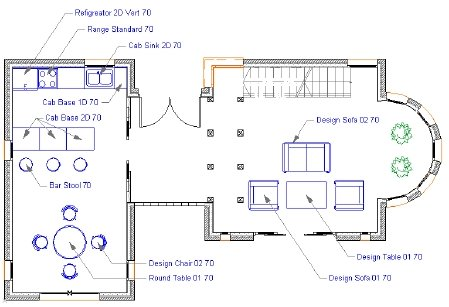 Refrigreator 2D Vert 70
Range Standard 70
Cab Sink 2D 70
Cab Base 1D 70
Cab Base 2D 70
Design Sofa 02 70
Bar Stool 70
Design Chair 02 70
Round Table 01 70
Design Table 01 70
Design Sofa 01 70